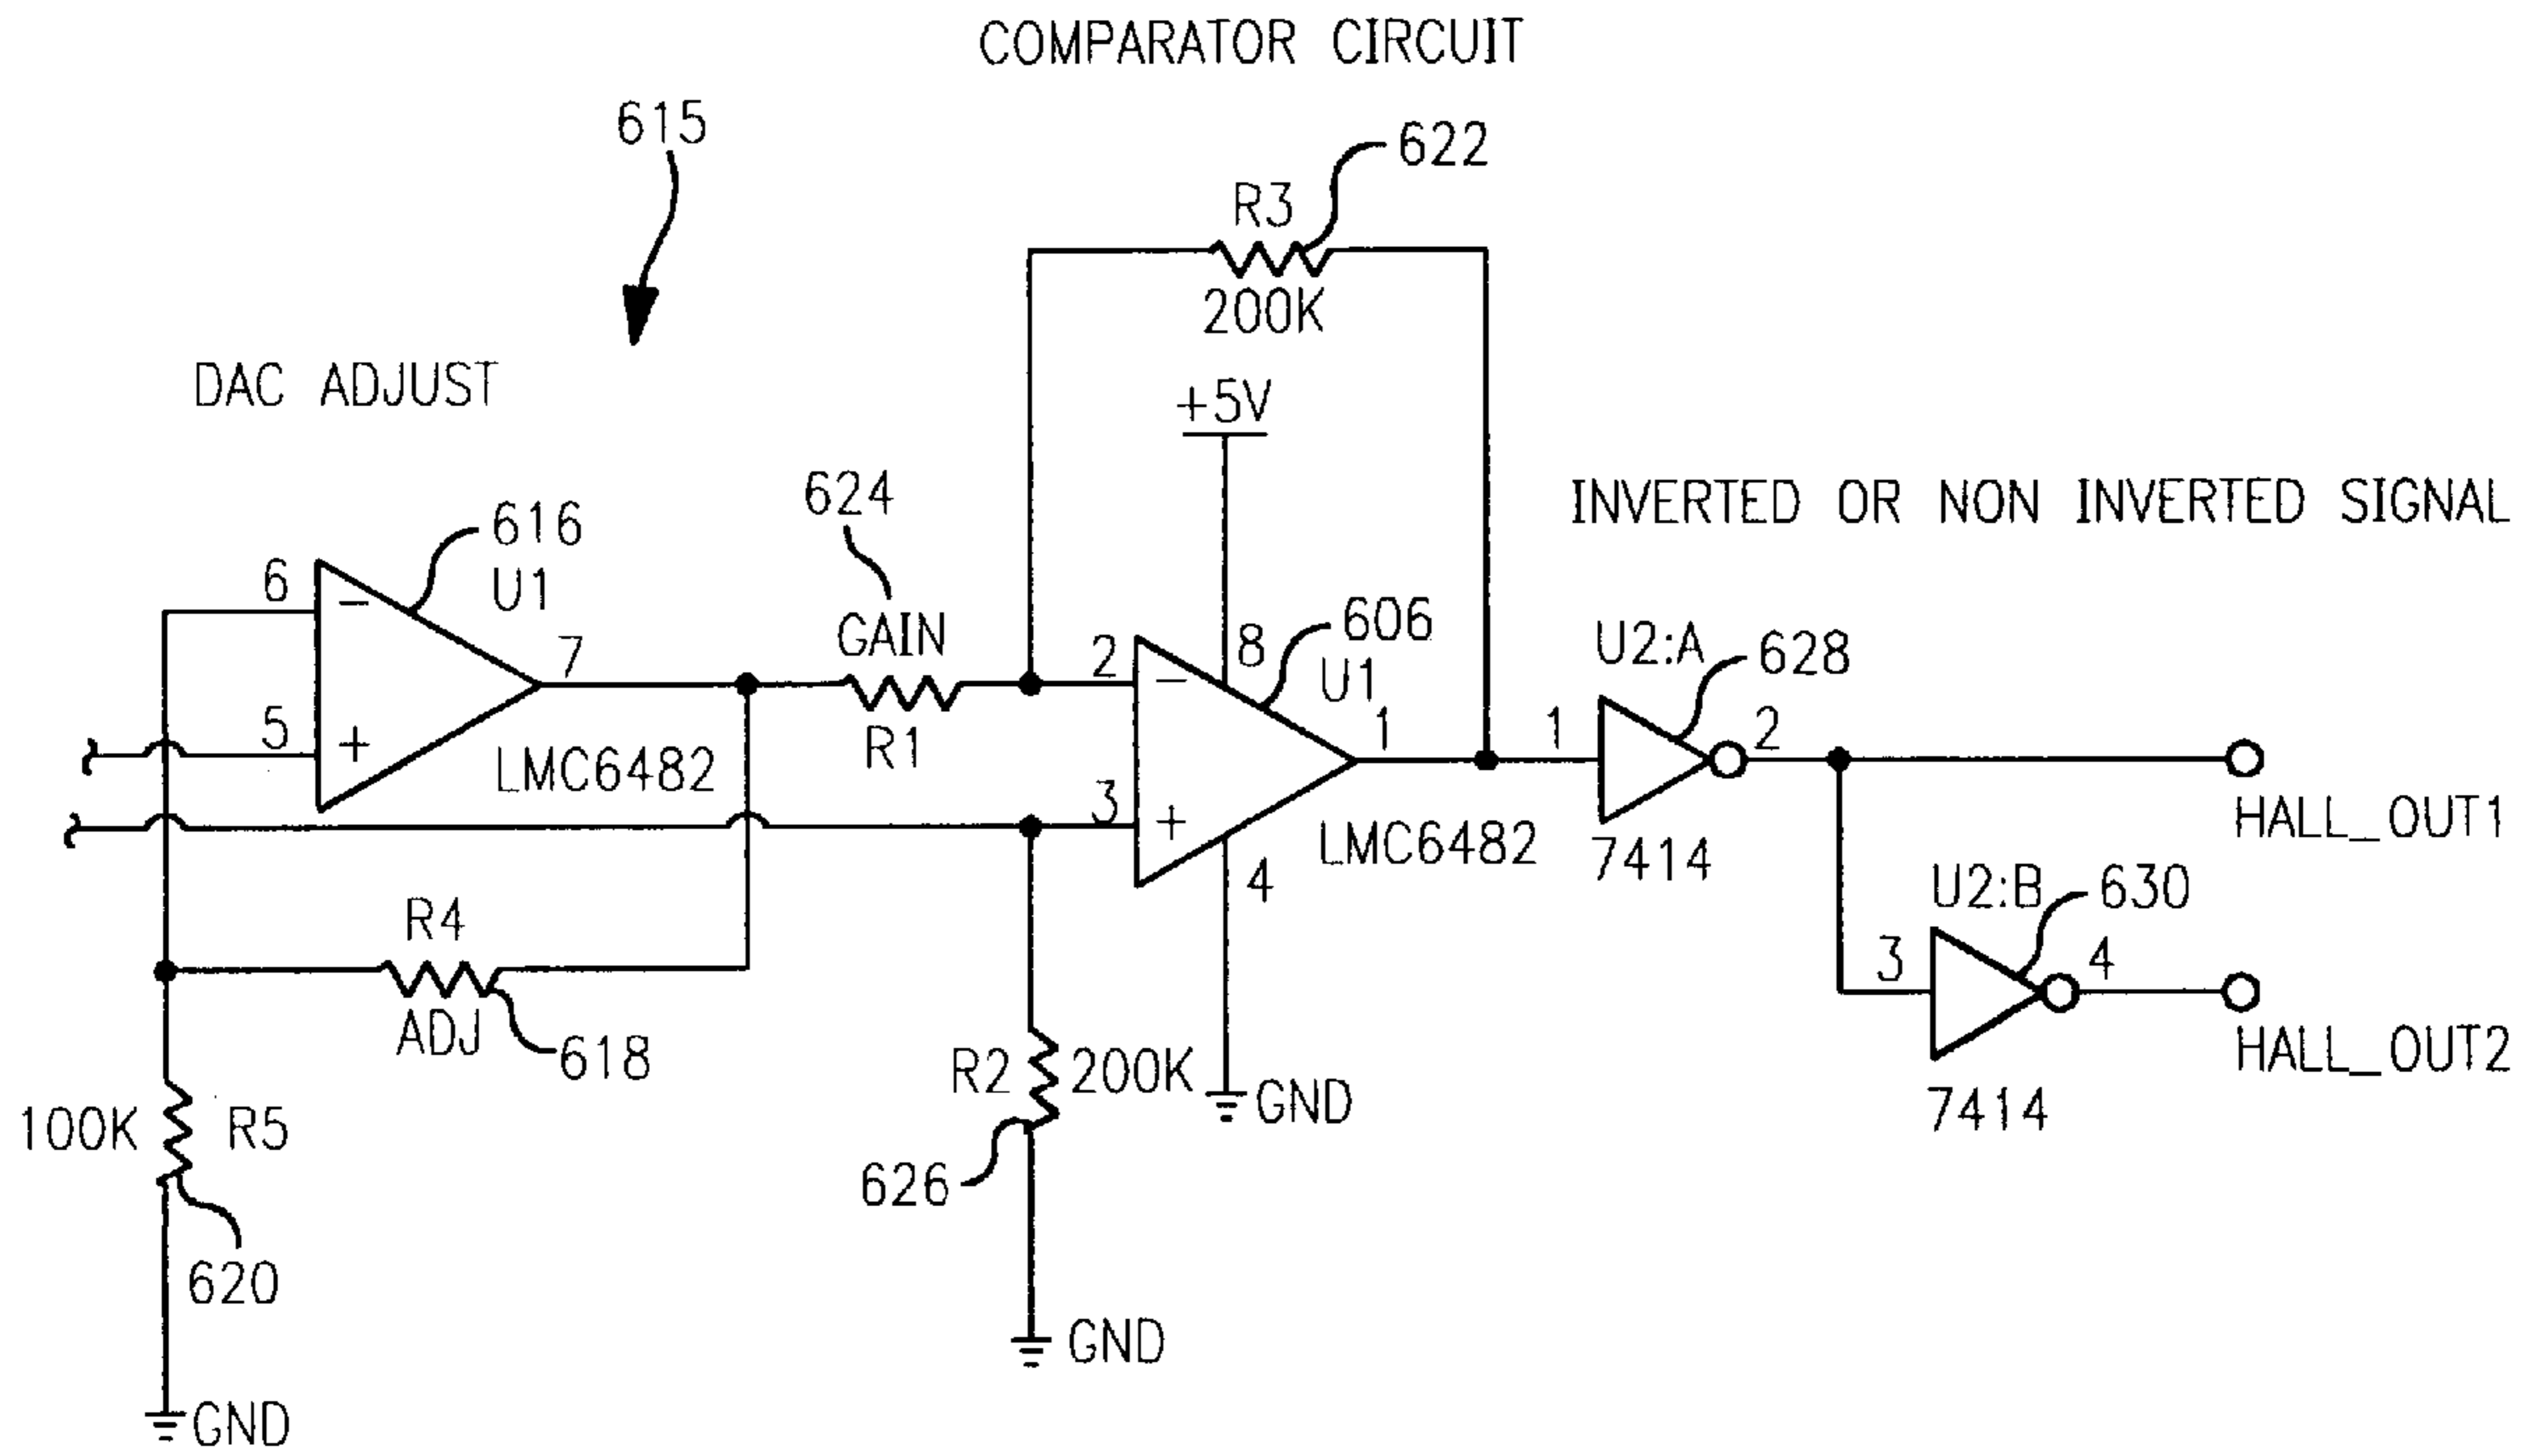 COMPARATOR CIRCUIT
615
622
R3
200K
DAC ADJUST
+5V
624
INVERTED OR NON INVERTED SIGNAL
616
U1
6
−
7
GAIN
2
−
8
606
U1
U2:A
628
5
+
LMC6482
R1
1
1
2
3
+
LMC6482
7414
HALL_OUT1
4
U2:B
630
R4
3
4
ADJ
618
R2
200K
GND
HALL_OUT2
7414
100K
R5
626
620
GND
GND